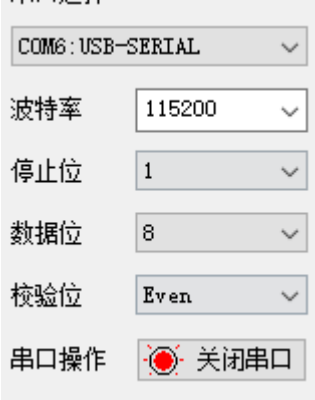 COM6:USB-SERIAL
波特率 115200
停止位 1
数据位 8
校验位 Even
串口操作 关闭串口